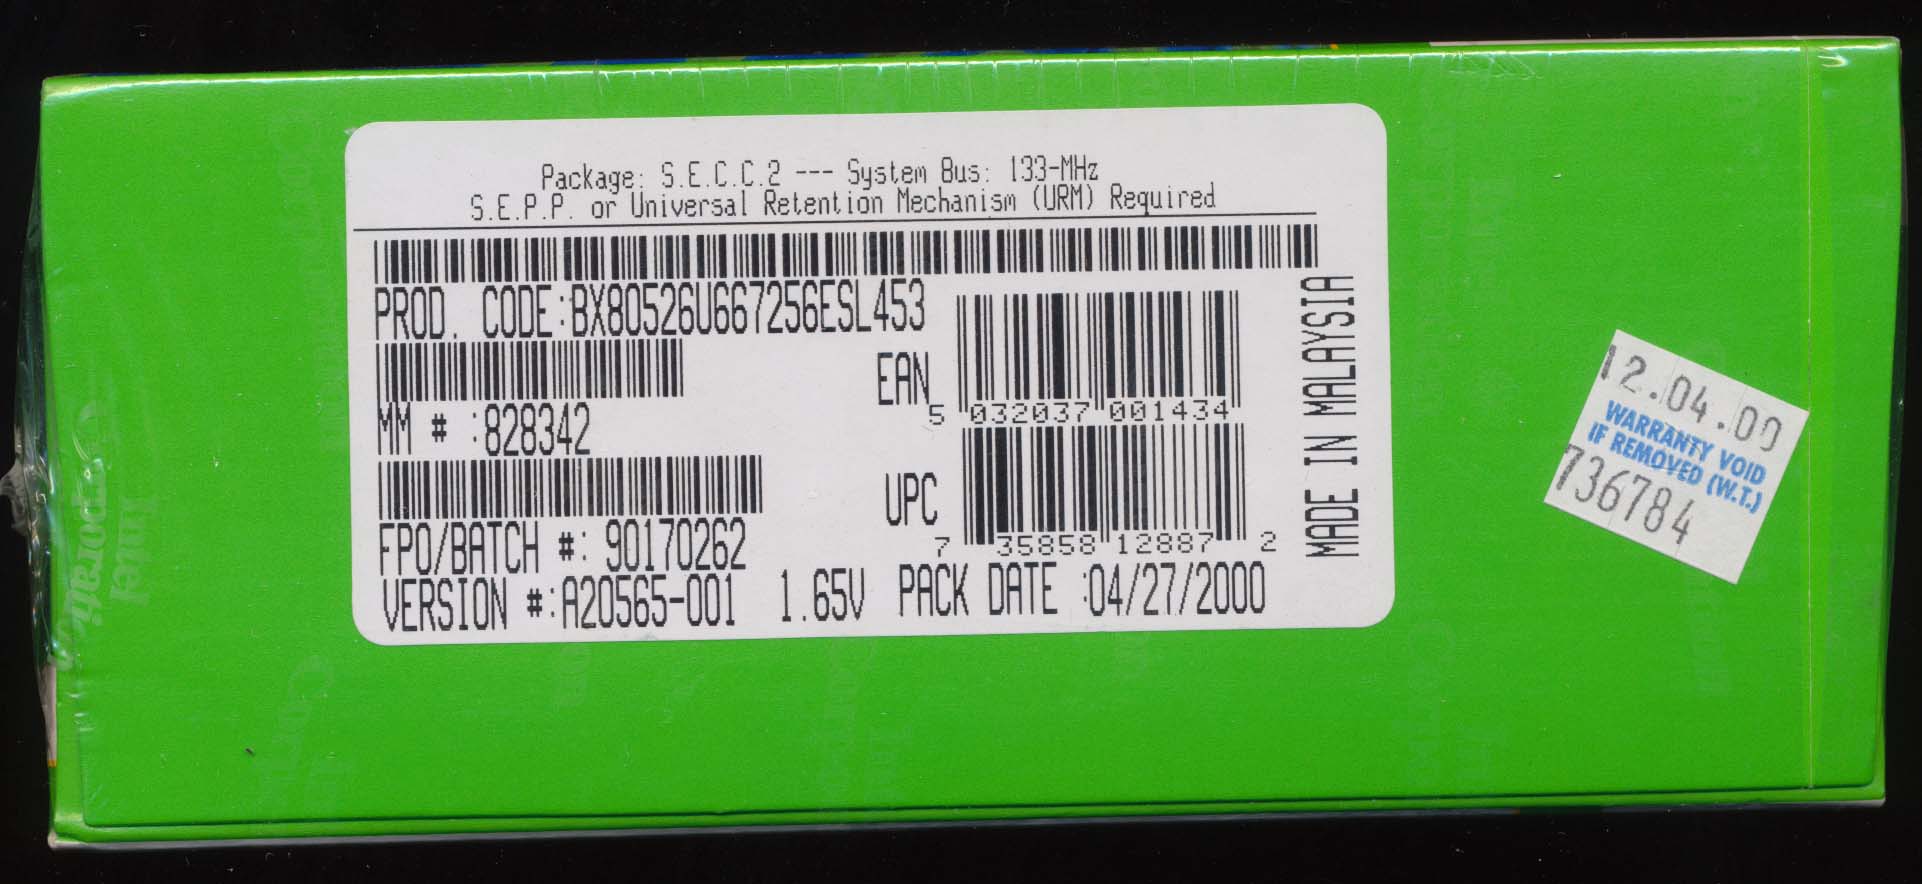 Package: S.E.C.C.2 --- System Bus: 133-MHz
S.E.P.P. or Universal Retention Mechanism (URM) Required
PROD. CODE:BX80526U667256ESL453
MM # :828342
EAN
5 032037 001434
FPO/BATCH #: 90170262
UPC
7 35858 12887 2
VERSION #:A20565-001 1.65V PACK DATE :04/27/2000
MADE IN MALAYSIA
12.04.00
WARRANTY VOID
IF REMOVED (W.T.)
736784
Intel
Corporation